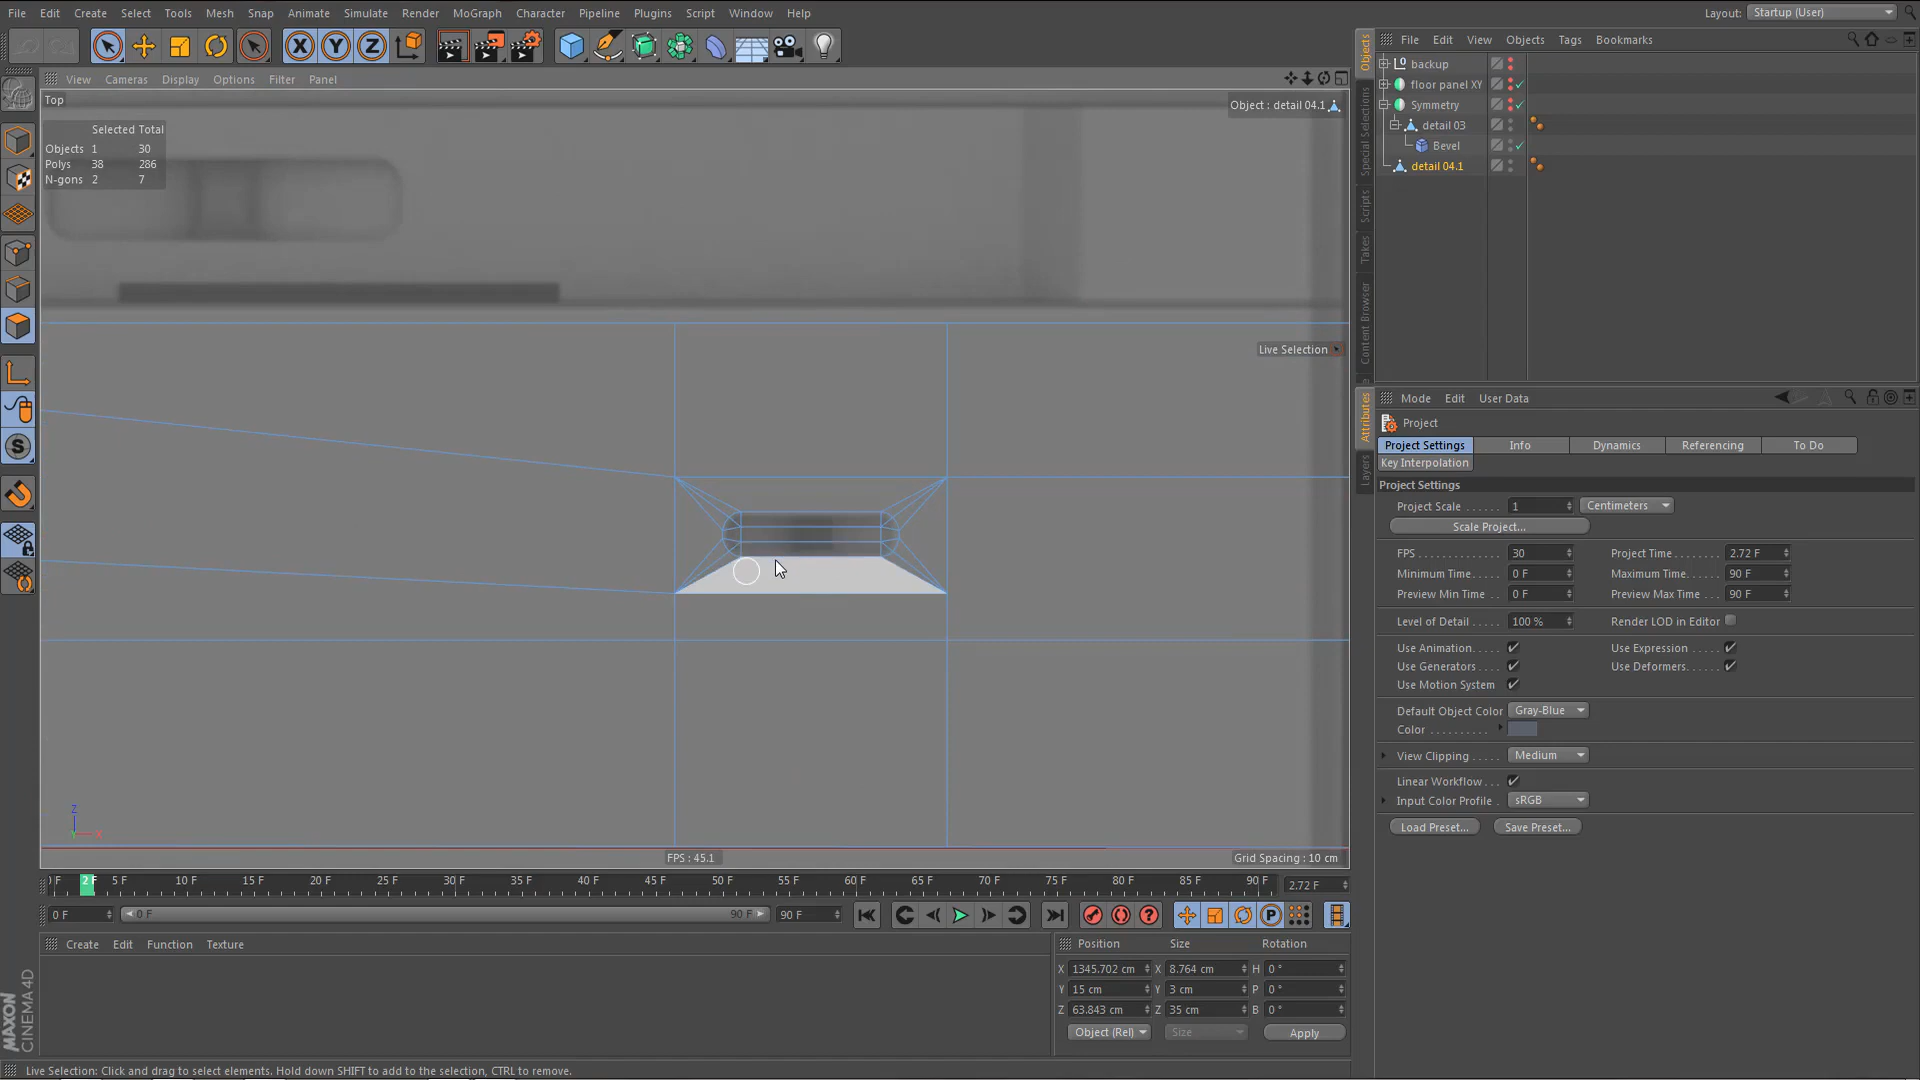 File Edit Create Select Tools Mesh Snap Animate Simulate Render MoGraph Character Pipeline Plugins Script Window Help Layout: Startup (User)
File Edit View Objects Tags Bookmarks
View Cameras Display Options Filter Panel
Top
Object : detail 04.1
Selected Total
Objects 1 30
Polys 38 286
N-gons 2 7
backup
floor panel XY
Symmetry
detail 03
Bevel
detail 04.1
Objects
Special Selections
Scripts
Takes
Content Browser
Live Selection
Attributes
Layers
Mode Edit User Data
Project
Project Settings Info Dynamics Referencing To Do
Key Interpolation
Project Settings
Project Scale . . . . . . 1 Centimeters
Scale Project...
FPS . . . . . . . . . . . . 30 Project Time . . . . . . . 2.72 F
Minimum Time. . . . . 0 F Maximum Time. . . . . . 90 F
Preview Min Time . . 0 F Preview Max Time . . . 90 F
Level of Detail . . . . . 100 % Render LOD in Editor
Use Animation. . . . . Use Expression . . . . .
Use Generators . . . . Use Deformers. . . . . .
Use Motion System
Default Object Color Gray-Blue
Color . . . . . . . . . .
View Clipping . . . . . Medium
Linear Workflow . . .
Input Color Profile . sRGB
Load Preset... Save Preset...
Z
Y X
FPS : 45.1
Grid Spacing : 10 cm
2 F 5 F 10 F 15 F 20 F 25 F 30 F 35 F 40 F 45 F 50 F 55 F 60 F 65 F 70 F 75 F 80 F 85 F 90 F 2.72 F
0 F 0 F 90 F 90 F
Create Edit Function Texture
Position Size Rotation
X 1345.702 cm X 8.764 cm H 0 °
Y 15 cm Y 3 cm P 0 °
Z 63.843 cm Z 35 cm B 0 °
Object (Rel) Size Apply
MAXON
CINEMA 4D
Live Selection: Click and drag to select elements. Hold down SHIFT to add to the selection, CTRL to remove.